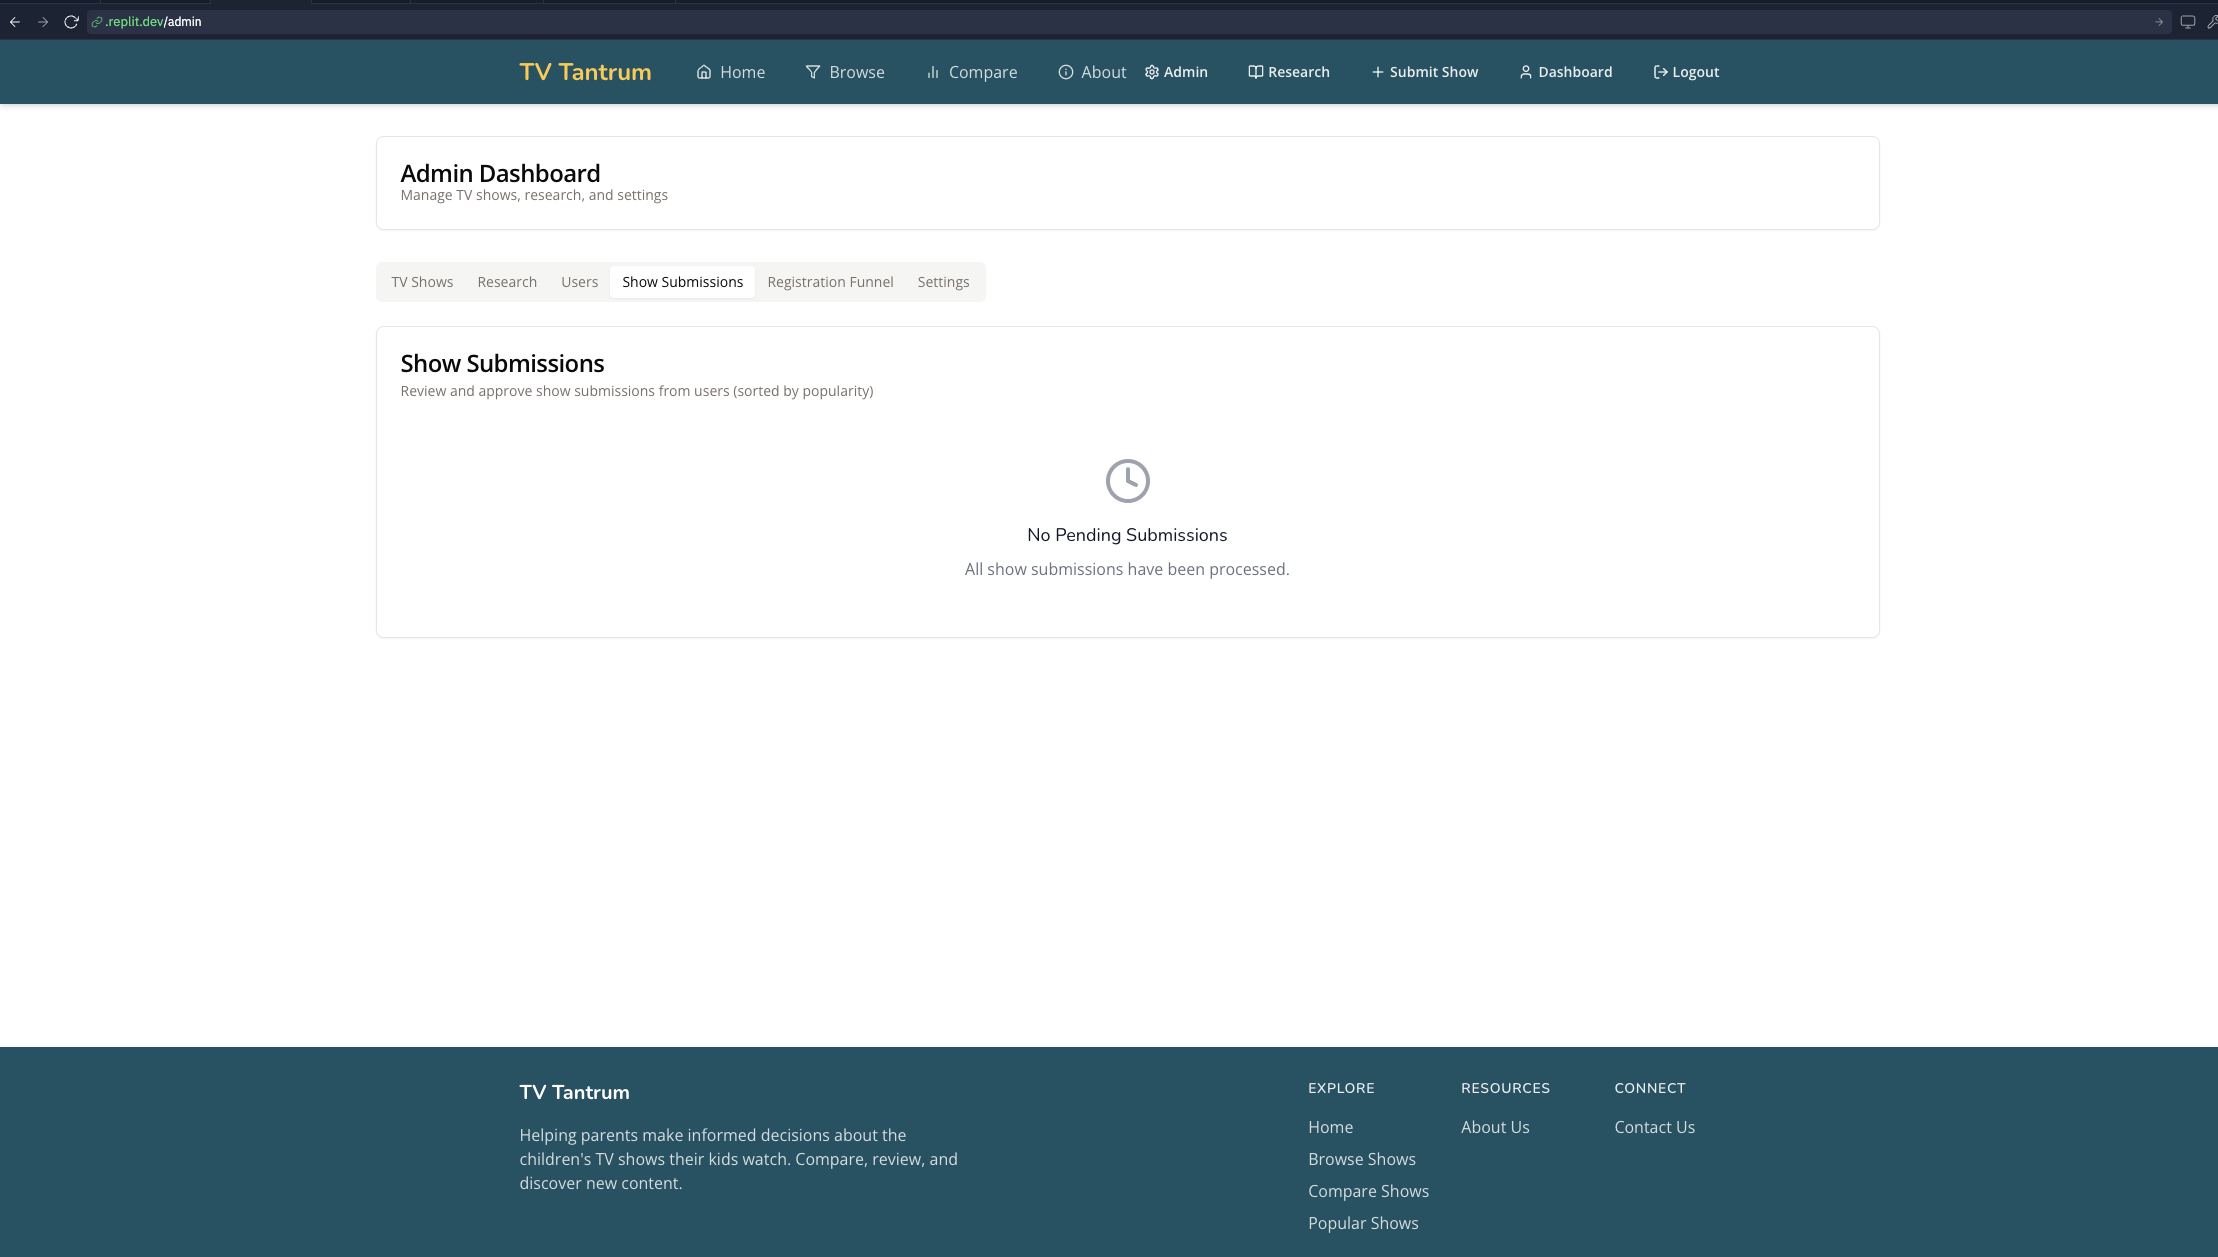 .replit.dev/admin
TV Tantrum
Home
Browse
Compare
About
Admin
Research
Submit Show
Dashboard
Logout
Admin Dashboard
Manage TV shows, research, and settings
TV Shows
Research
Users
Show Submissions
Registration Funnel
Settings
Show Submissions
Review and approve show submissions from users (sorted by popularity)
No Pending Submissions
All show submissions have been processed.
TV Tantrum
Helping parents make informed decisions about the
children's TV shows their kids watch. Compare, review, and
discover new content.
EXPLORE
Home
Browse Shows
Compare Shows
Popular Shows
RESOURCES
About Us
CONNECT
Contact Us